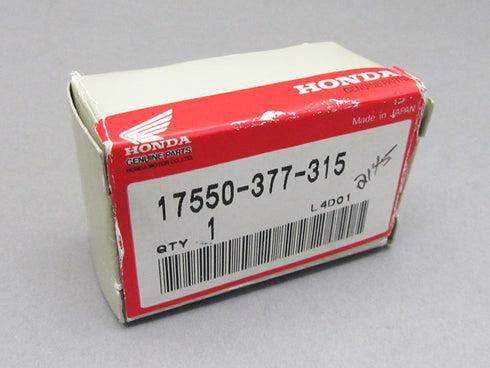 HONDA
GENUINE PARTS
HONDA
GENUINE PARTS
HONDA MOTOR CO., LTD.
Made in JAPAN
17550-377-315
2145
L4D01
QTY 1